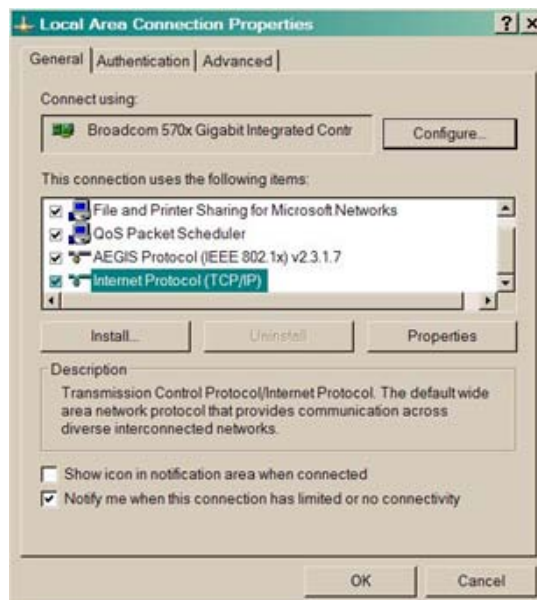 Local Area Connection Properties
General Authentication Advanced
Connect using:
Broadcom 570x Gigabit Integrated Contr Configure...
This connection uses the following items:
File and Printer Sharing for Microsoft Networks
QoS Packet Scheduler
AEGIS Protocol (IEEE 802.1x) v2.3.1.7
Internet Protocol (TCP/IP)
Install... Uninstall Properties
Description
Transmission Control Protocol/Internet Protocol. The default wide
area network protocol that provides communication across
diverse interconnected networks.
Show icon in notification area when connected
Notify me when this connection has limited or no connectivity
OK Cancel